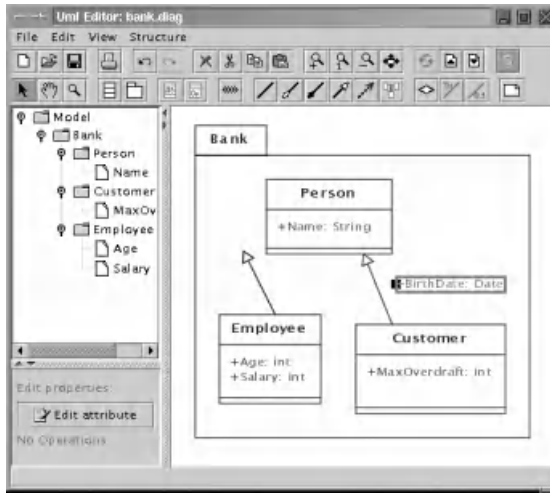 Uml Editor: bank.diag
File Edit View Structure
Model
Bank
Person
Name
Customer
MaxOv
Employee
Age
Salary
Edit properties
Edit attribute
No Operations
Bank
Person
+Name: String
-BirthDate: Date
Employee
+Age: int
+Salary: int
Customer
+MaxOverdraft: int